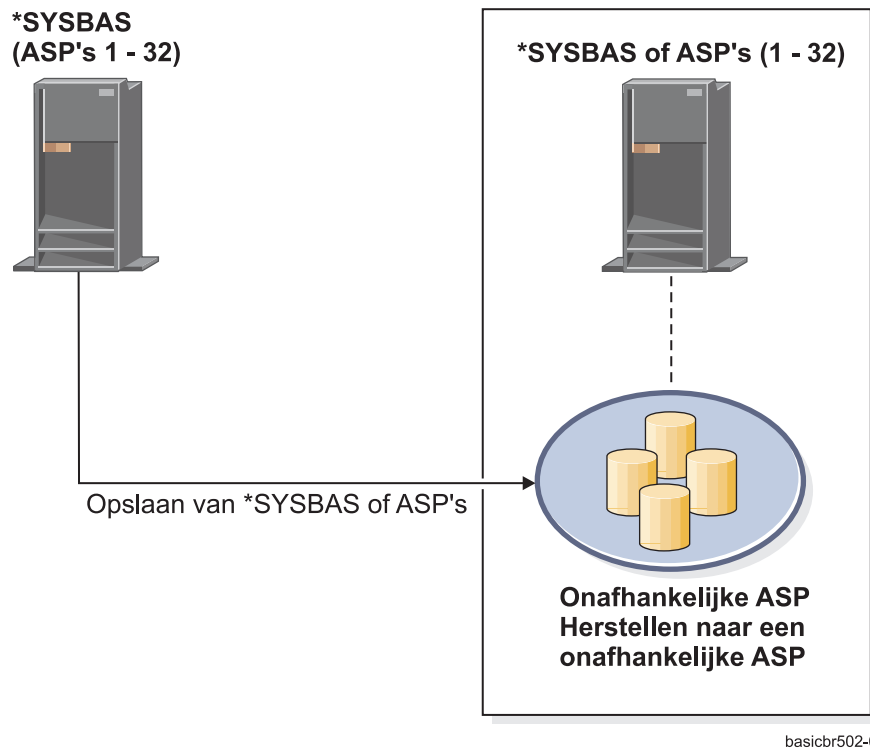 *SYSBAS
(ASP's 1 - 32)
*SYSBAS of ASP's (1 - 32)
Opslaan van *SYSBAS of ASP's
Onafhankelijke ASP
Herstellen naar een
onafhankelijke ASP